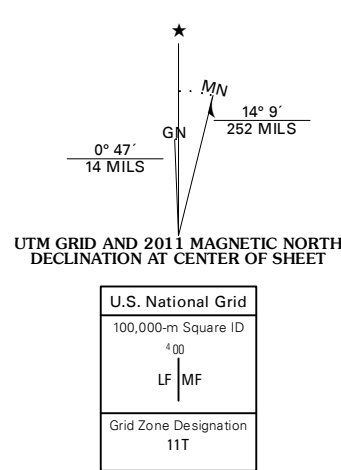 ★
MN
GN
14° 9´
252 MILS
0° 47´
14 MILS
UTM GRID AND 2011 MAGNETIC NORTH
DECLINATION AT CENTER OF SHEET
U.S. National Grid
100,000-m Square ID
⁴00
LF MF
Grid Zone Designation
11T